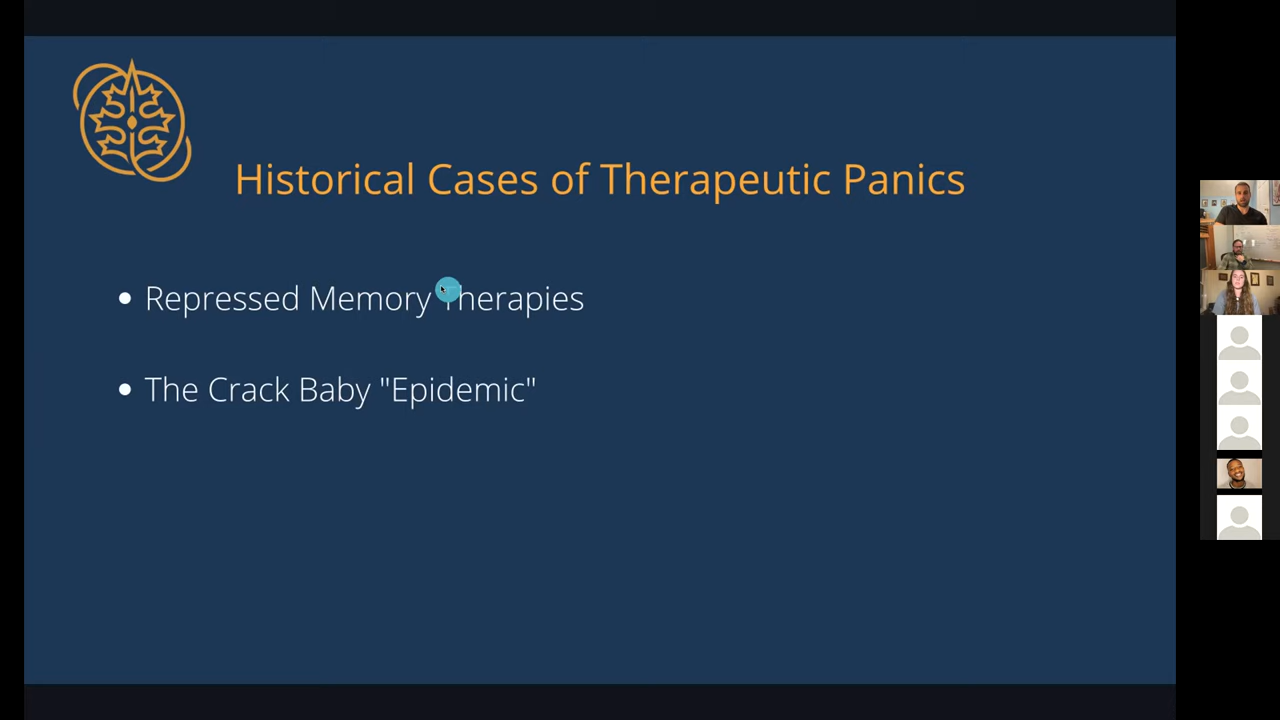 Historical Cases of Therapeutic Panics
• Repressed Memory Therapies
• The Crack Baby "Epidemic"